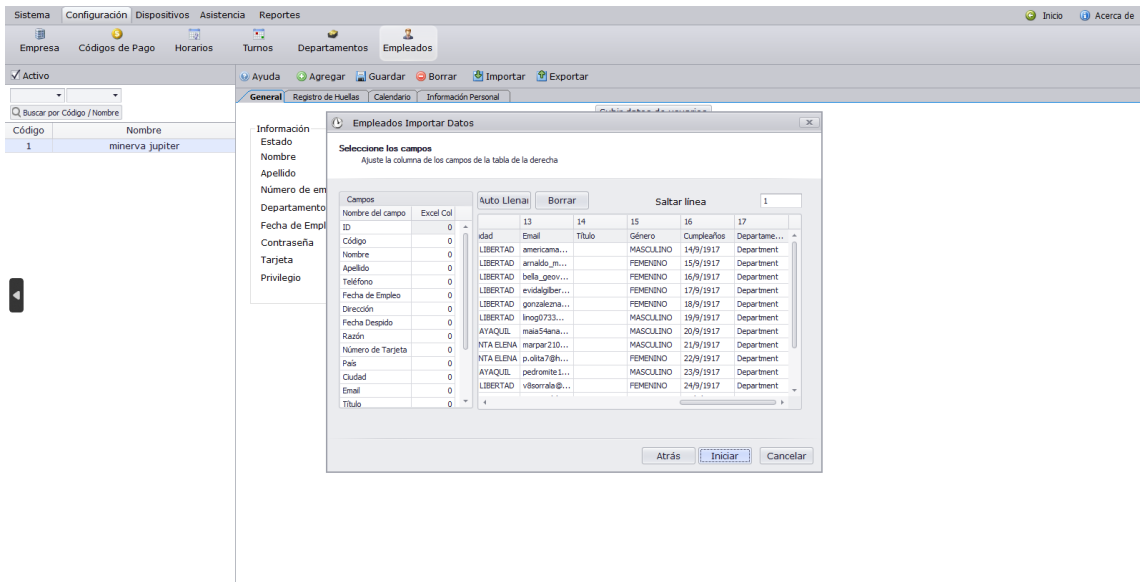 Sistema Configuración Dispositivos Asistencia Reportes Inicio Acerca de
Empresa Códigos de Pago Horarios Turnos Departamentos Empleados
Activo
Ayuda Agregar Guardar Borrar Importar Exportar
General Registro de Huellas Calendario Información Personal
Buscar por Código / Nombre
Código Nombre
1 minerva jupiter
Información
Estado
Nombre
Apellido
Número de em
Departamento
Fecha de Empl
Contraseña
Tarjeta
Privilegio
Empleados Importar Datos
Seleccione los campos
Ajuste la columna de los campos de la tabla de la derecha
Campos
Nombre del campo Excel Col
ID 0
Código 0
Nombre 0
Apellido 0
Teléfono 0
Fecha de Empleo 0
Dirección 0
Fecha Despido 0
Razón 0
Número de Tarjeta 0
País 0
Ciudad 0
Email 0
Título 0
Auto Llenar Borrar Saltar línea 1
13 14 15 16 17
idad Email Título Género Cumpleaños Departame...
LIBERTAD americama... MASCULINO 14/9/1917 Department
LIBERTAD arnaldo_m... FEMENINO 15/9/1917 Department
LIBERTAD bella_geov... FEMENINO 16/9/1917 Department
LIBERTAD evidalgilber... FEMENINO 17/9/1917 Department
LIBERTAD gonzalezna... FEMENINO 18/9/1917 Department
LIBERTAD linog0733... MASCULINO 19/9/1917 Department
AYAQUIL maia54ana... MASCULINO 20/9/1917 Department
NTA ELENA marpar210... MASCULINO 21/9/1917 Department
NTA ELENA p.olita7@h... FEMENINO 22/9/1917 Department
AYAQUIL pedromite1... MASCULINO 23/9/1917 Department
LIBERTAD v8sorrala@... FEMENINO 24/9/1917 Department
Atrás Iniciar Cancelar